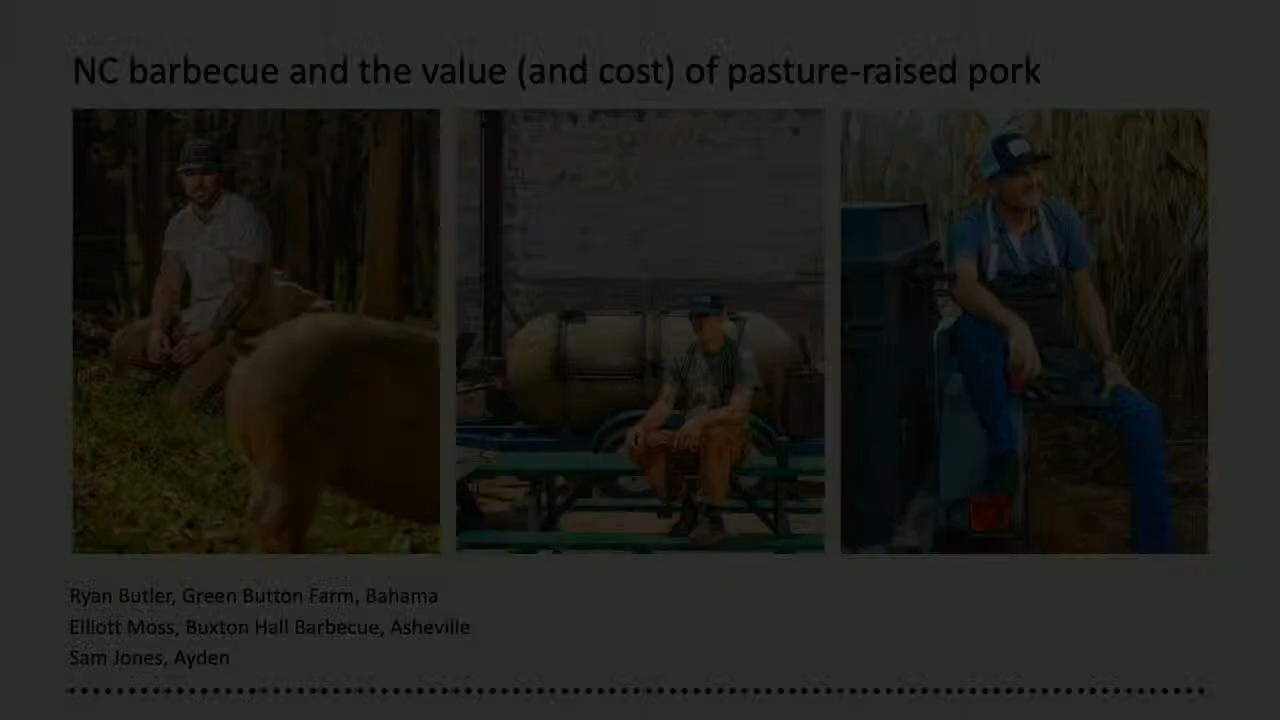 NC barbecue and the value (and cost) of pasture-raised pork
Ryan Butler, Green Button Farm, Bahama
Elliott Moss, Buxton Hall Barbecue, Asheville
Sam Jones, Ayden